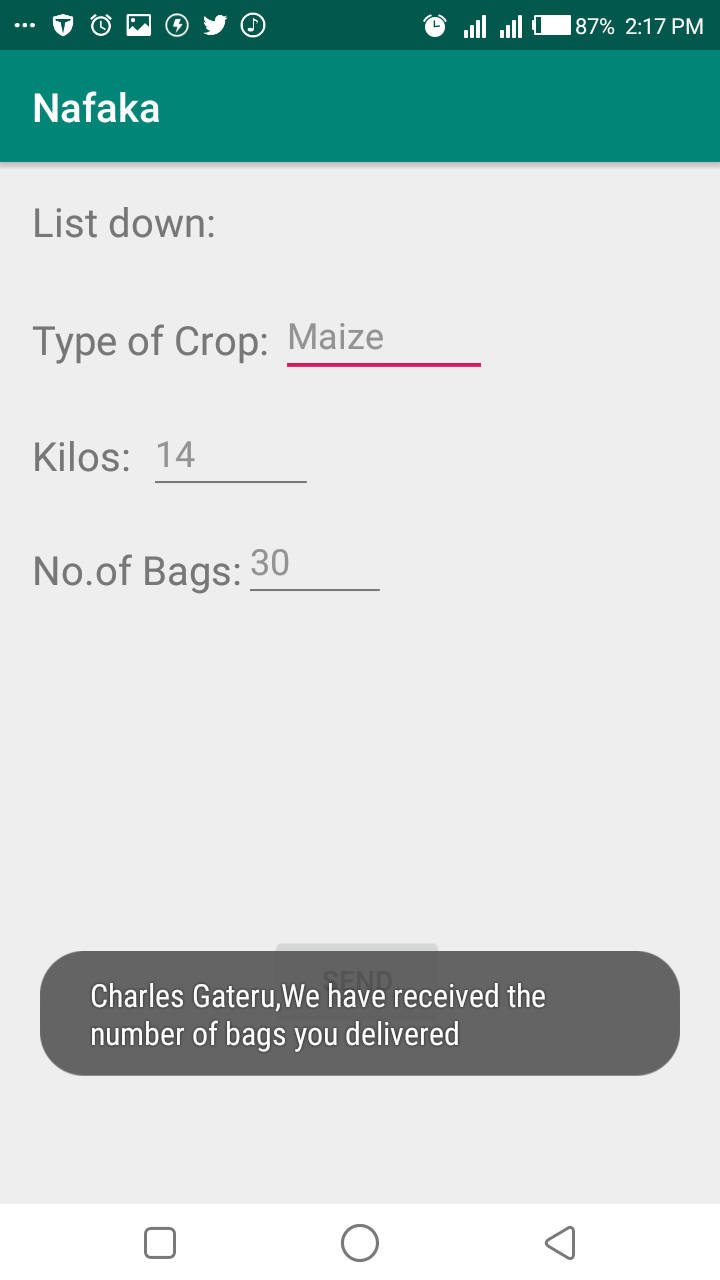 87% 2:17 PM
Nafaka
List down:
Type of Crop: Maize
Kilos: 14
No.of Bags: 30
SEND
Charles Gateru,We have received the
number of bags you delivered